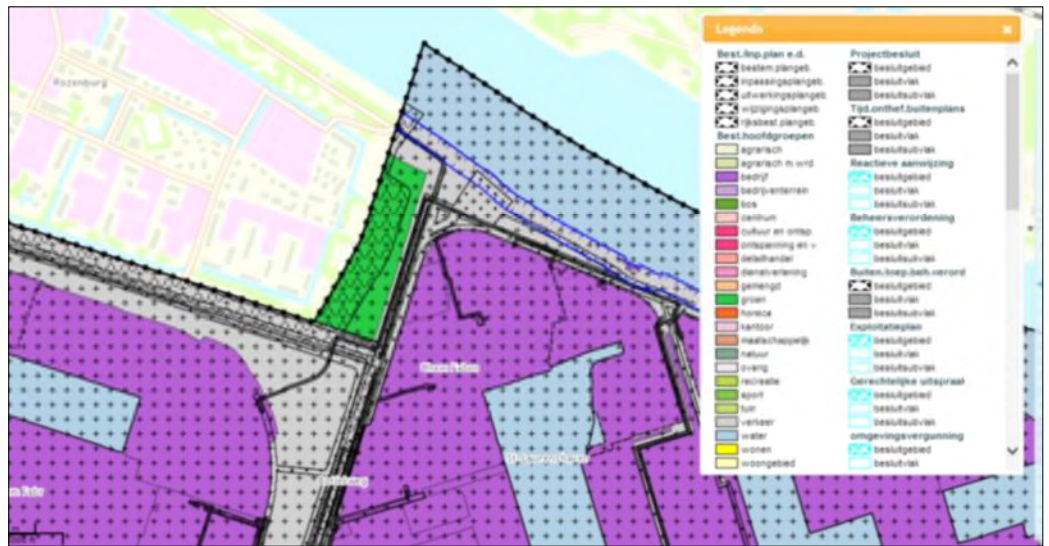 Rozenburg
Legenda
Best./inp.plan e.d.
bestem.plangeb.
inpassingsplangeb.
uitwerkingsplangeb.
wijzigingsplangeb.
rijksbest.plangeb.
Best.hoofdgroepen
agrarisch
agrarisch m wrd
bedrijf
bedrijventerrein
bos
centrum
cultuur en ontsp.
ontspanning en v
detailhandel
dienstverlening
gemengd
groen
horeca
kantoor
maatschappelijk
natuur
overig
recreatie
sport
tuin
verkeer
water
wonen
woongebied
Projectbesluit
besluitgebied
besluitvlak
besluitsubvlak
Tijd.onthef.buitenplans
besluitgebied
besluitvlak
besluitsubvlak
Reactieve aanwijzing
besluitgebied
besluitvlak
besluitsubvlak
Beheersverordening
besluitgebied
besluitvlak
besluitsubvlak
Buiten.toep.beh.verord
besluitgebied
besluitvlak
besluitsubvlak
Exploitatieplan
besluitgebied
besluitvlak
besluitsubvlak
Gerechtelijke uitspraak
besluitgebied
besluitvlak
besluitsubvlak
omgevingsvergunning
besluitgebied
besluitvlak